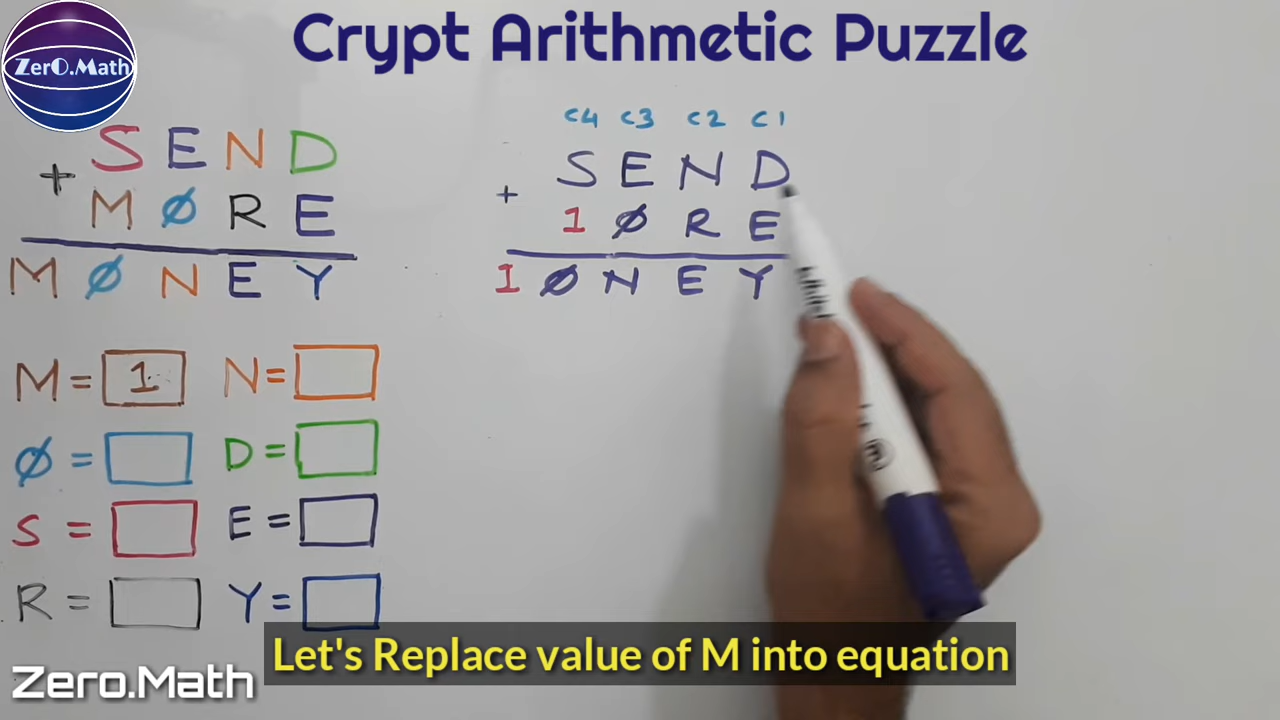 Crypt Arithmetic Puzzle
ZerO.Math
SEND
+ MØRE
MØNEY
c4 c3 c2 c1
SEND
+ 1ØRE
1ØNEY
M = 1 N =
Ø = D =
S = E =
R = Y =
Let's Replace value of M into equation
Zero.Math